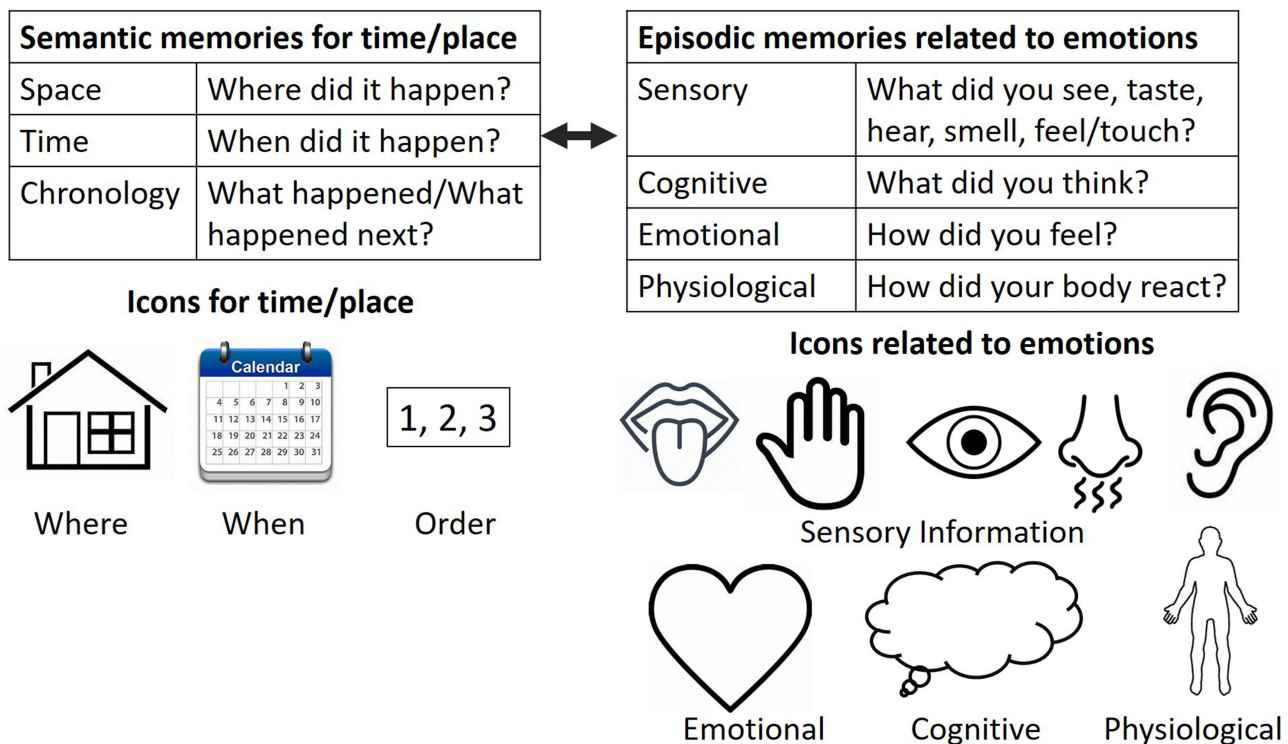 Semantic memories for time/place
Space
Where did it happen?
Time
When did it happen?
Chronology
What happened/What
happened next?
Episodic memories related to emotions
Sensory
What did you see, taste,
hear, smell, feel/touch?
Cognitive
What did you think?
Emotional
How did you feel?
Physiological
How did your body react?
Icons for time/place
Calendar
1 2 3
4 5 6 7 8 9 10
11 12 13 14 15 16 17
18 19 20 21 22 23 24
25 26 27 28 29 30 31
1, 2, 3
Where
When
Order
Icons related to emotions
Sensory Information
Emotional
Cognitive
Physiological